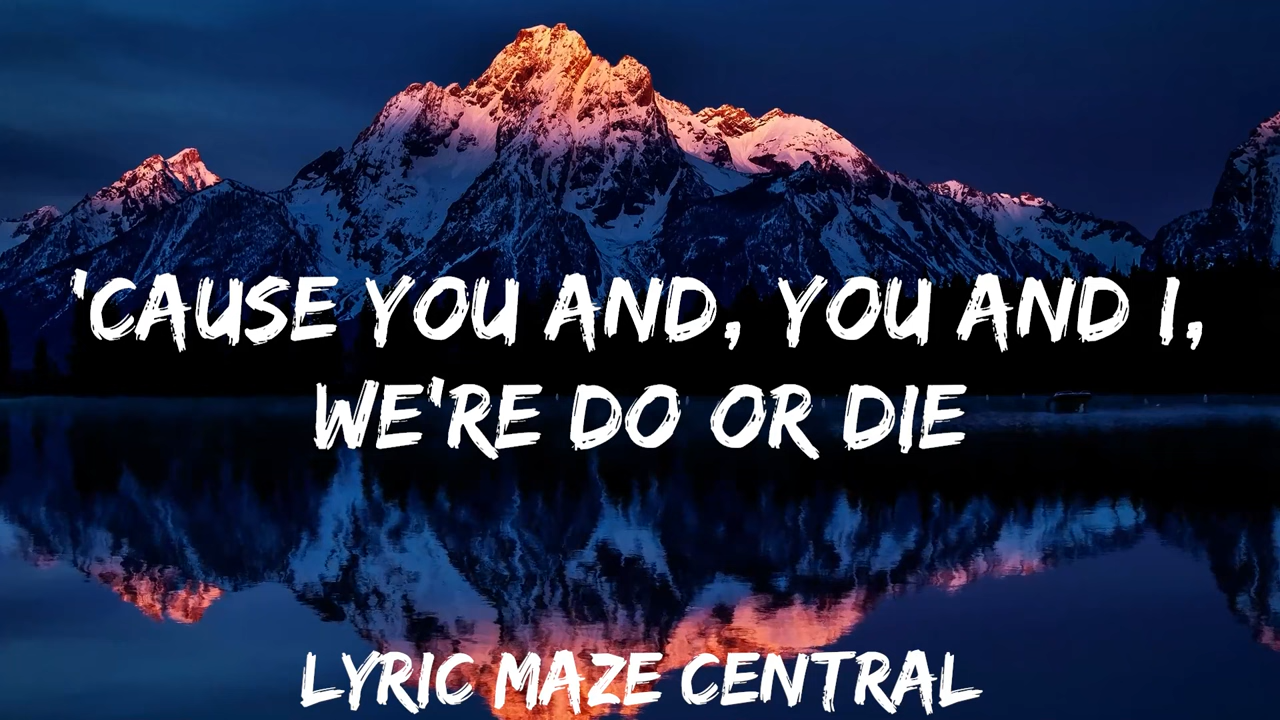 'CAUSE YOU AND, YOU AND I,
WE'RE DO OR DIE
LYRIC MAZE CENTRAL